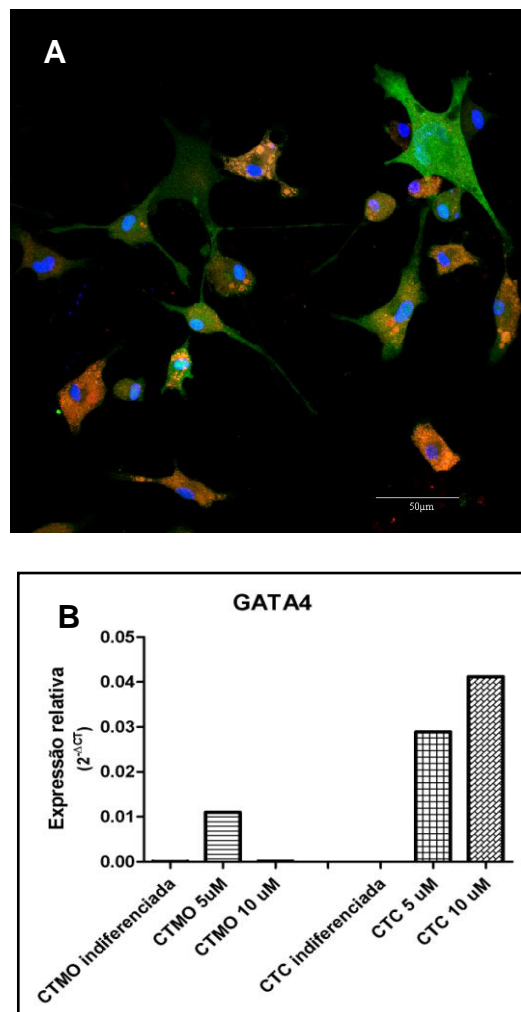 A
50µm
B
GATA4
Expressão relativa
(2-ΔCT)
0.05
0.04
0.03
0.02
0.01
0.00
CTMO indiferenciada
CTMO 5uM
CTMO 10 uM
CTC indiferenciada
CTC 5 uM
CTC 10 uM